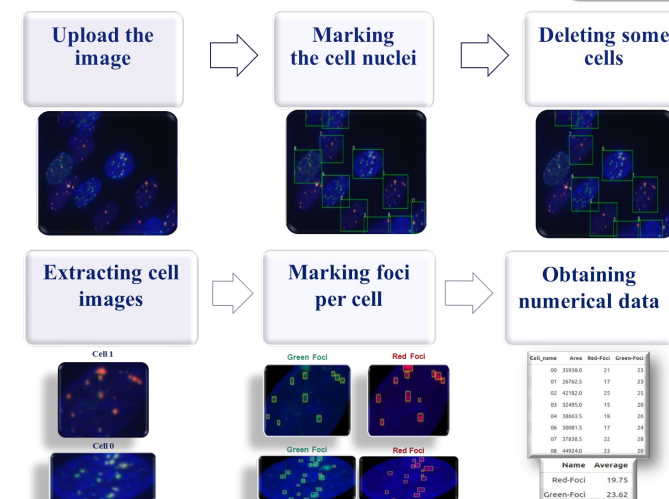 Upload the
image
Marking
the cell nuclei
Deleting some
cells
Extracting cell
images
Marking foci
per cell
Obtaining
numerical data
Cell 1
Green Foci Red Foci
Cell 0
Green Foci Red Foci
Cell_name Area Red-Foci Green-Foci
00 35938.0 21 23
01 26762.5 17 23
02 42182.0 25 25
03 32495.0 15 20
04 38663.5 18 26
06 30081.5 17 24
07 37838.5 22 28
08 44924.0 23 20
Name Average
Red-Foci 19.75
Green-Foci 23.62